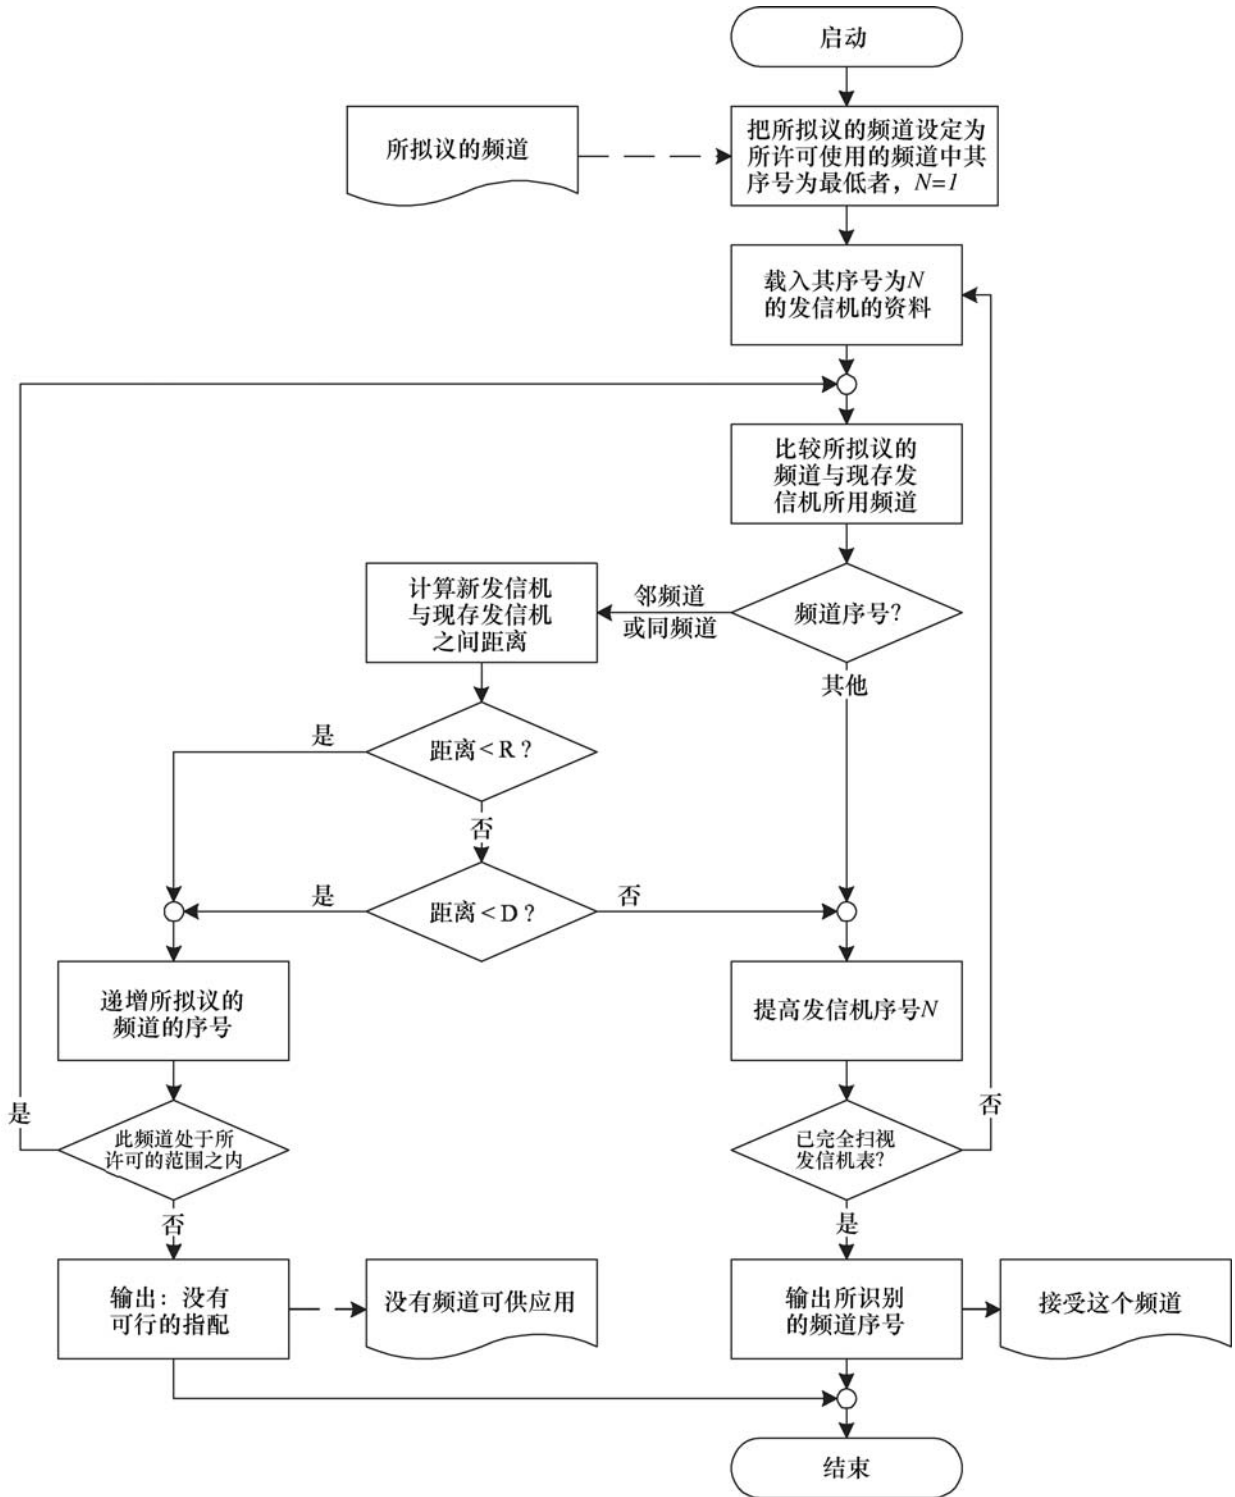 启动
所拟议的频道
把所拟议的频道设定为
所许可使用的频道中其
序号为最低者，N=1
载入其序号为N
的发信机的资料
比较所拟议的
频道与现存发
信机所用频道
计算新发信机
与现存发信机
之间距离
邻频道
或同频道
频道序号？
其他
是
距离<R？
否
是
距离<D？
否
递增所拟议的
频道的序号
提高发信机序号N
是
此频道处于所
许可的范围之内
否
已完全扫视
发信机表？
否
是
输出：没有
可行的指配
没有频道可供应用
输出所识别
的频道序号
接受这个频道
结束